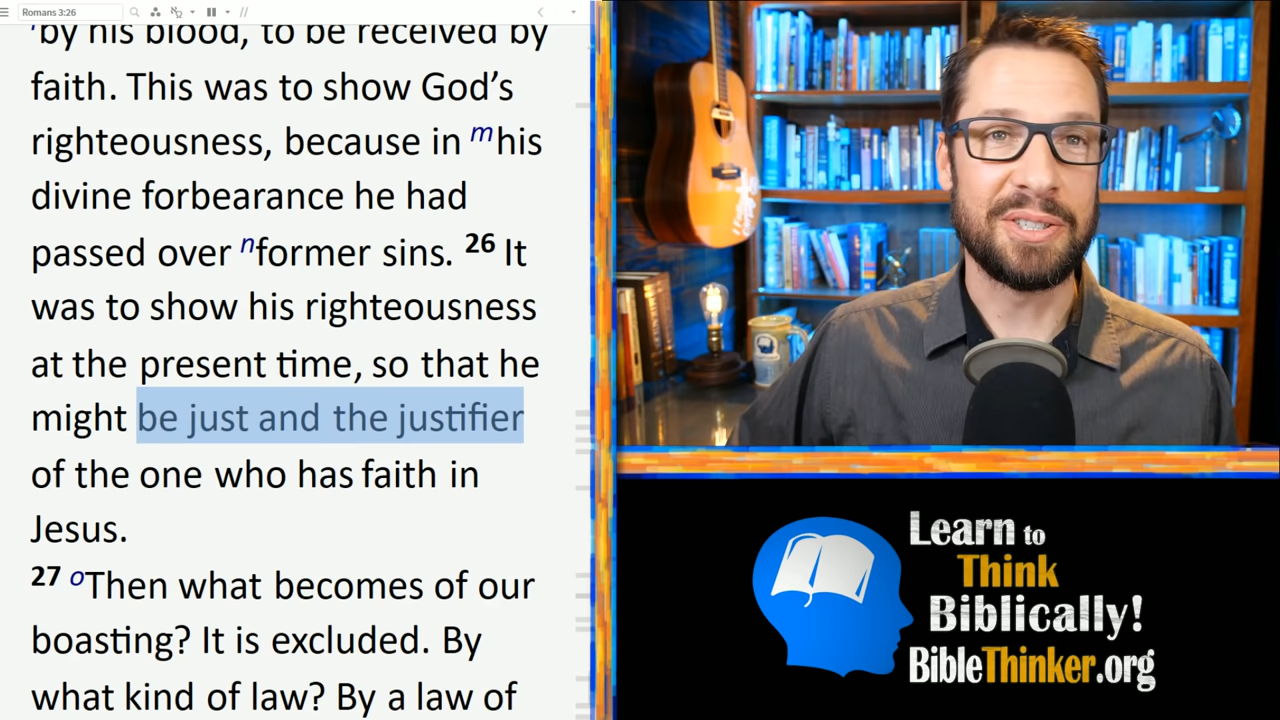 Romans 3:26
by his blood, to be received by
faith. This was to show God’s
righteousness, because in mhis
divine forbearance he had
passed over nformer sins. 26 It
was to show his righteousness
at the present time, so that he
might be just and the justifier
of the one who has faith in
Jesus.
27 oThen what becomes of our
boasting? It is excluded. By
what kind of law? By a law of
Learn to
Think
Biblically!
BibleThinker.org